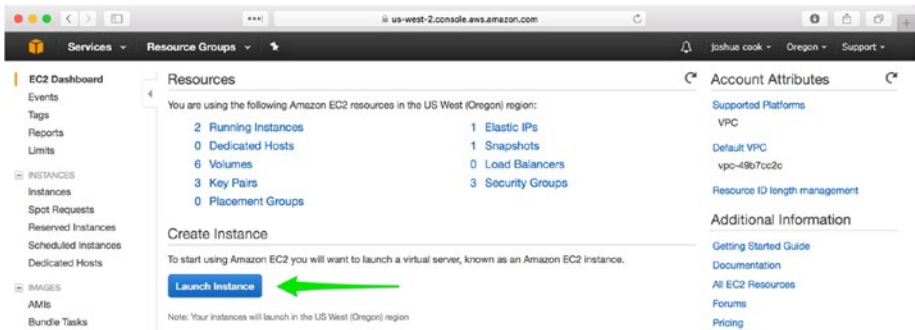 us-west-2.console.aws.amazon.com
Services Resource Groups joshua cook Oregon Support
EC2 Dashboard
Events
Tags
Reports
Limits
INSTANCES
Instances
Spot Requests
Reserved Instances
Scheduled Instances
Dedicated Hosts
IMAGES
AMIs
Bundle Tasks
Resources
You are using the following Amazon EC2 resources in the US West (Oregon) region:
2 Running Instances 1 Elastic IPs
0 Dedicated Hosts 1 Snapshots
6 Volumes 0 Load Balancers
3 Key Pairs 3 Security Groups
0 Placement Groups
Create Instance
To start using Amazon EC2 you will want to launch a virtual server, known as an Amazon EC2 instance.
Launch Instance
Note: Your instances will launch in the US West (Oregon) region
Account Attributes
Supported Platforms
VPC
Default VPC
vpc-49b7cc2c
Resource ID length management
Additional Information
Getting Started Guide
Documentation
All EC2 Resources
Forums
Pricing